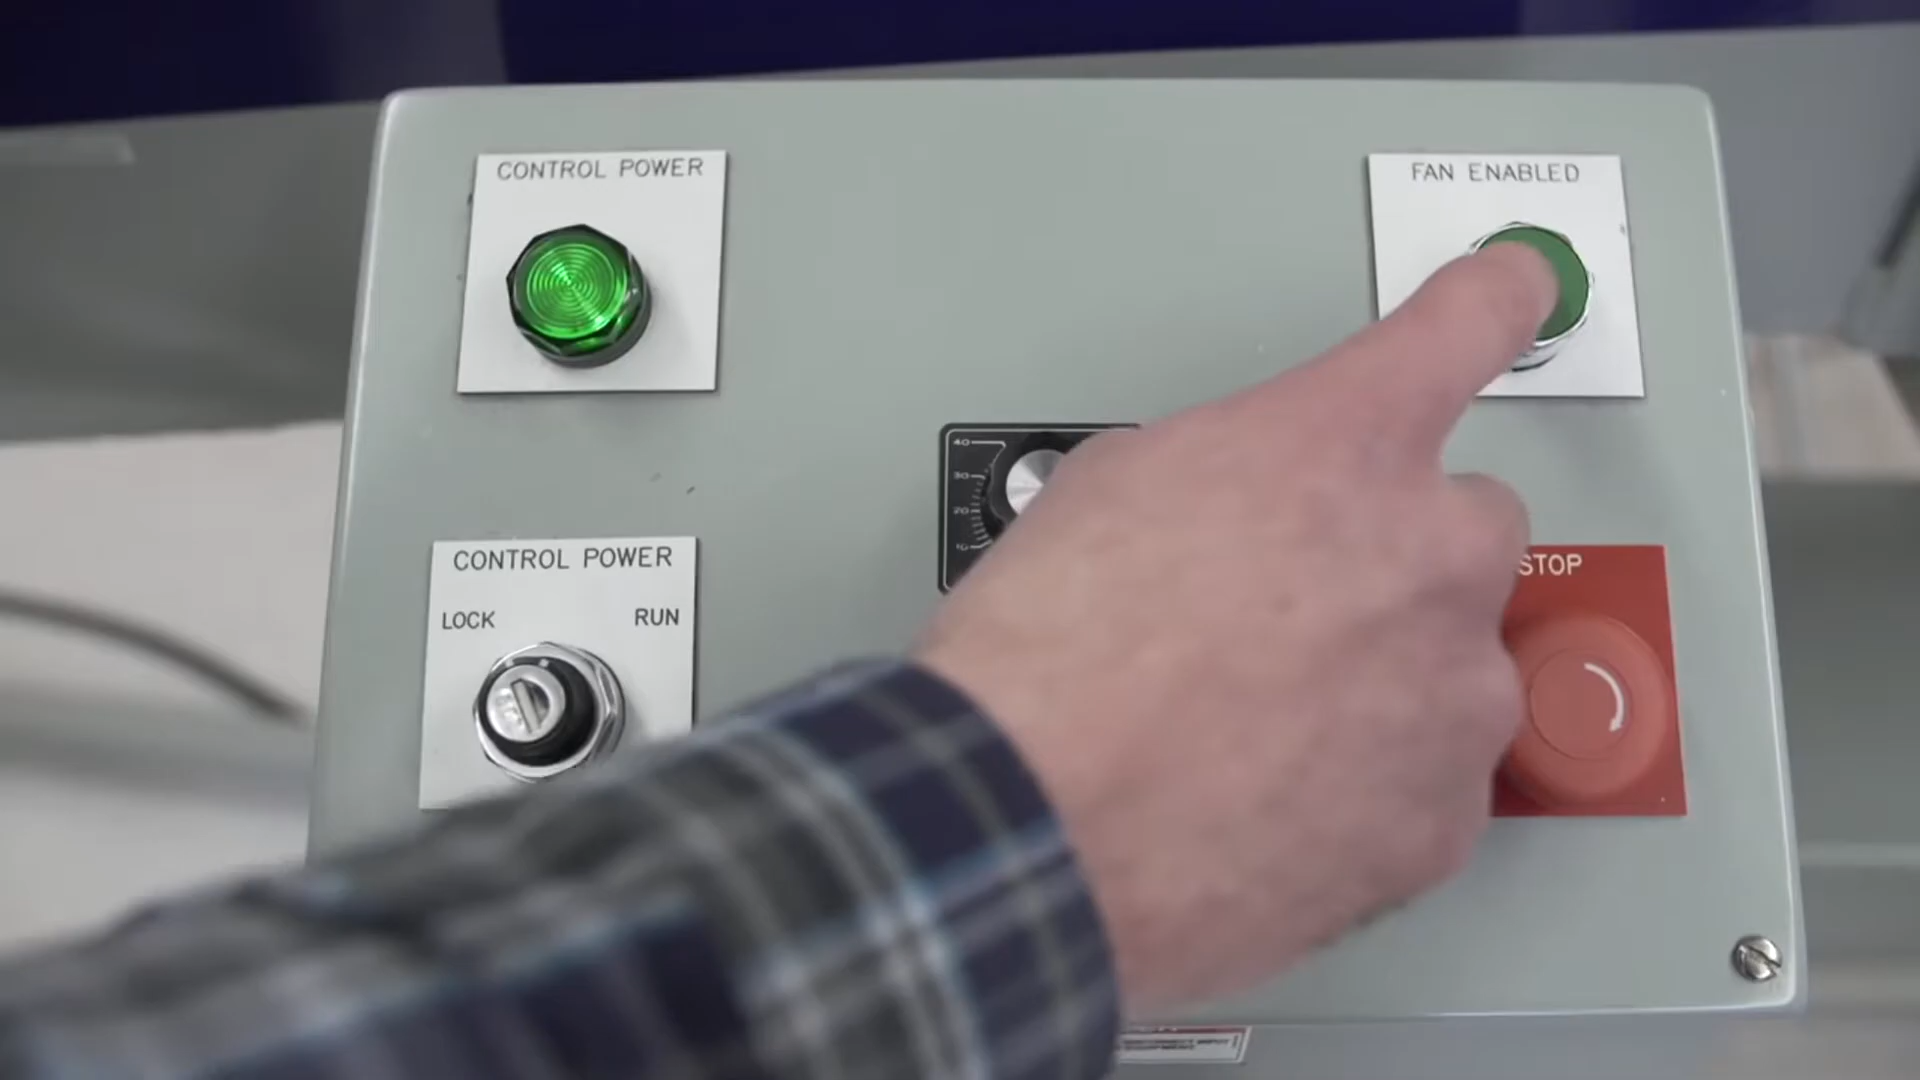 CONTROL POWER
FAN ENABLED
40
30
20
10
CONTROL POWER
LOCK RUN
STOP